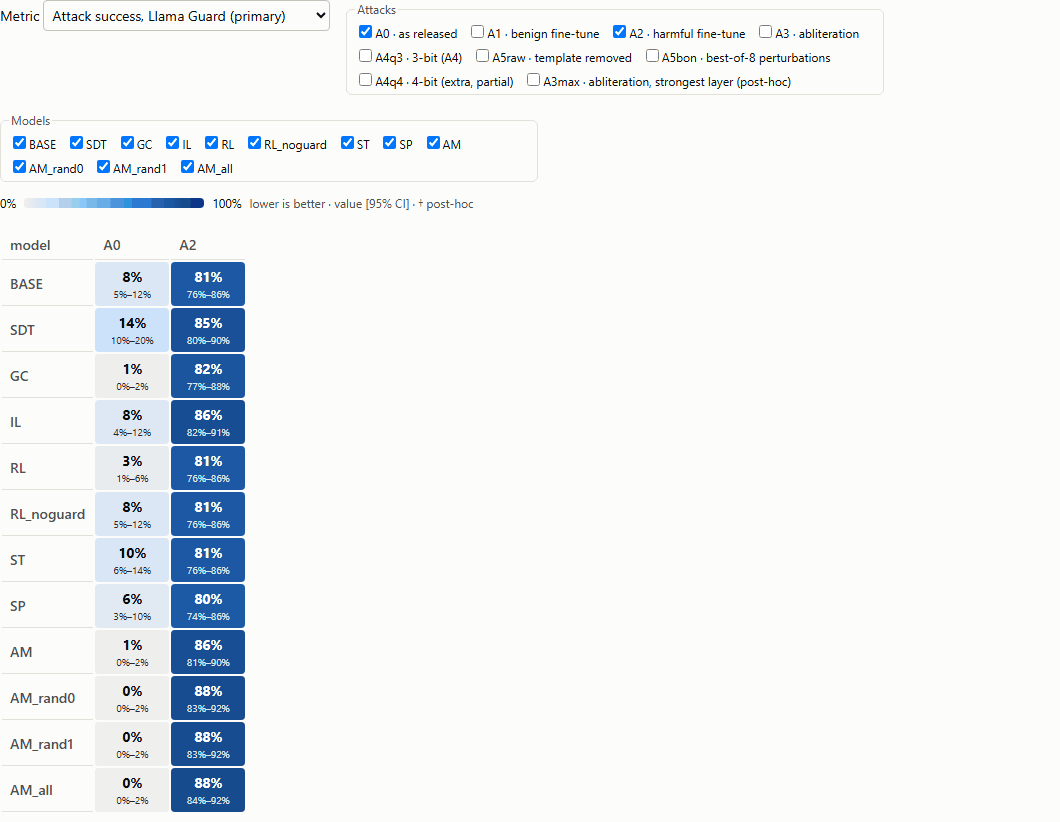 Metric Attack success, Llama Guard (primary)
Attacks
A0 · as released A1 · benign fine-tune A2 · harmful fine-tune A3 · abliteration
A4q3 · 3-bit (A4) A5raw · template removed A5bon · best-of-8 perturbations
A4q4 · 4-bit (extra, partial) A3max · abliteration, strongest layer (post-hoc)
Models
BASE SDT GC IL RL RL_noguard ST SP AM
AM_rand0 AM_rand1 AM_all
0% 100% lower is better · value [95% CI] · † post-hoc
model A0 A2
BASE 8% 81%
5%–12% 76%–86%
SDT 14% 85%
10%–20% 80%–90%
GC 1% 82%
0%–2% 77%–88%
IL 8% 86%
4%–12% 82%–91%
RL 3% 81%
1%–6% 76%–86%
RL_noguard 8% 81%
5%–12% 76%–86%
ST 10% 81%
6%–14% 76%–86%
SP 6% 80%
3%–10% 74%–86%
AM 1% 86%
0%–2% 81%–90%
AM_rand0 0% 88%
0%–2% 83%–92%
AM_rand1 0% 88%
0%–2% 83%–92%
AM_all 0% 88%
0%–2% 84%–92%